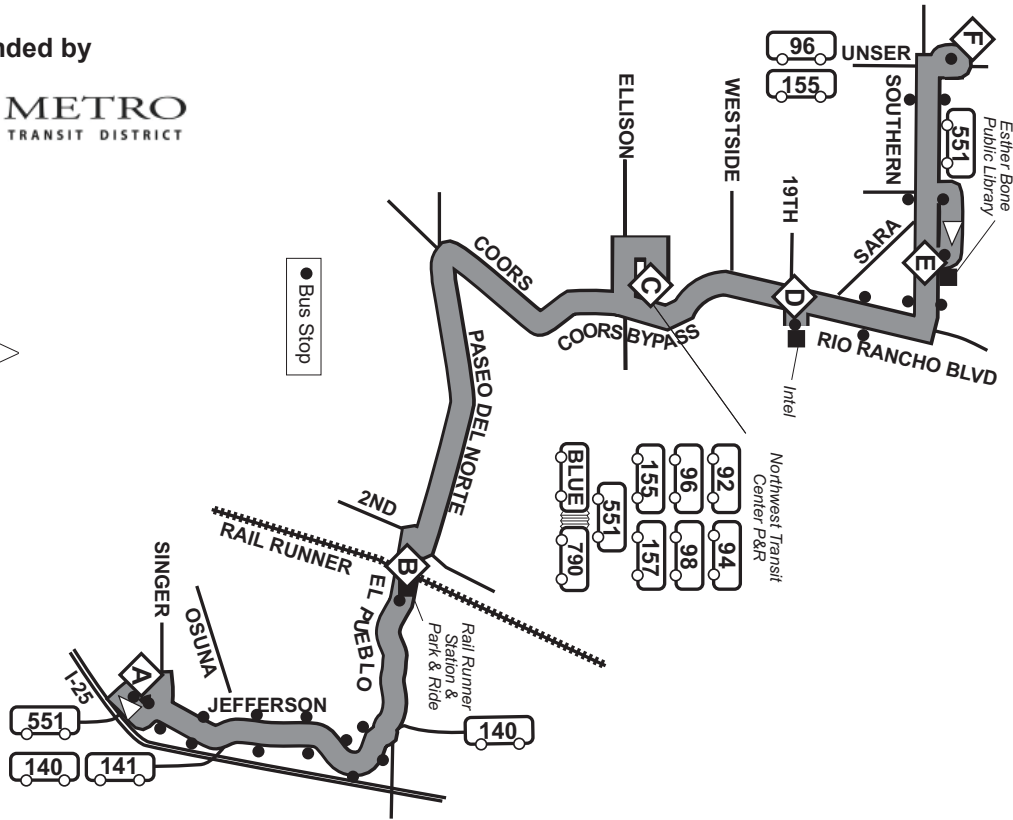 nded by
METRO
TRANSIT DISTRICT
F
96
UNSER
155
SOUTHERN
551
Esther Bone
Public Library
ELLISON
WESTSIDE
19TH
SARA
E
COORS
C
D
COORS BYPASS
RIO RANCHO BLVD
Intel
Bus Stop
PASEO DEL NORTE
Northwest Transit
Center P&R
92
94
96
98
155
157
551
BLUE
790
2ND
RAIL RUNNER
B
EL PUEBLO
Rail Runner
Station &
Park & Ride
SINGER
OSUNA
A
I-25
JEFFERSON
551
140
140
141